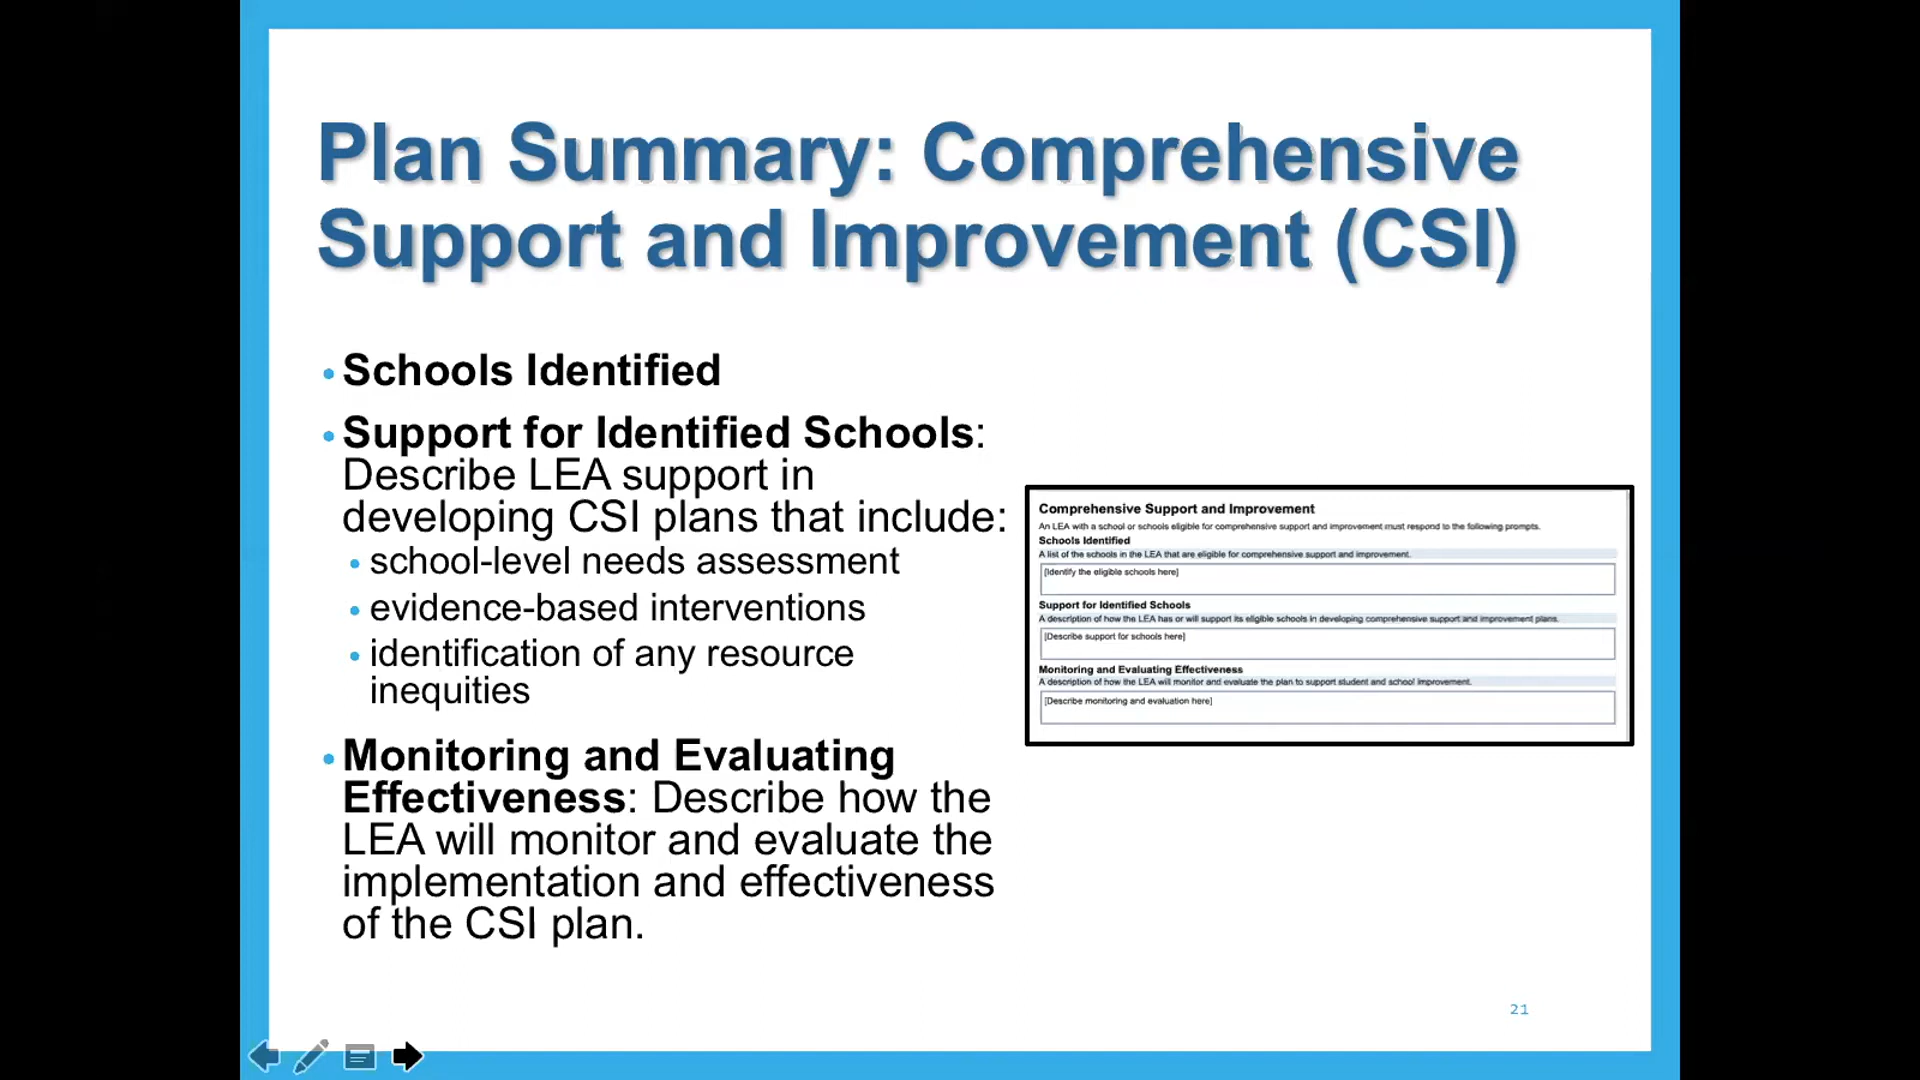 Plan Summary: Comprehensive
Support and Improvement (CSI)
• Schools Identified
• Support for Identified Schools:
Describe LEA support in
developing CSI plans that include:
• school-level needs assessment
• evidence-based interventions
• identification of any resource
inequities
• Monitoring and Evaluating
Effectiveness: Describe how the
LEA will monitor and evaluate the
implementation and effectiveness
of the CSI plan.
Comprehensive Support and Improvement
An LEA with a school or schools eligible for comprehensive support and improvement must respond to the following prompts.
Schools Identified
A list of the schools in the LEA that are eligible for comprehensive support and improvement.
[Identify the eligible schools here]
Support for Identified Schools
A description of how the LEA has or will support its eligible schools in developing comprehensive support and improvement plans.
[Describe support for schools here]
Monitoring and Evaluating Effectiveness
A description of how the LEA will monitor and evaluate the plan to support student and school improvement.
[Describe monitoring and evaluation here]
21